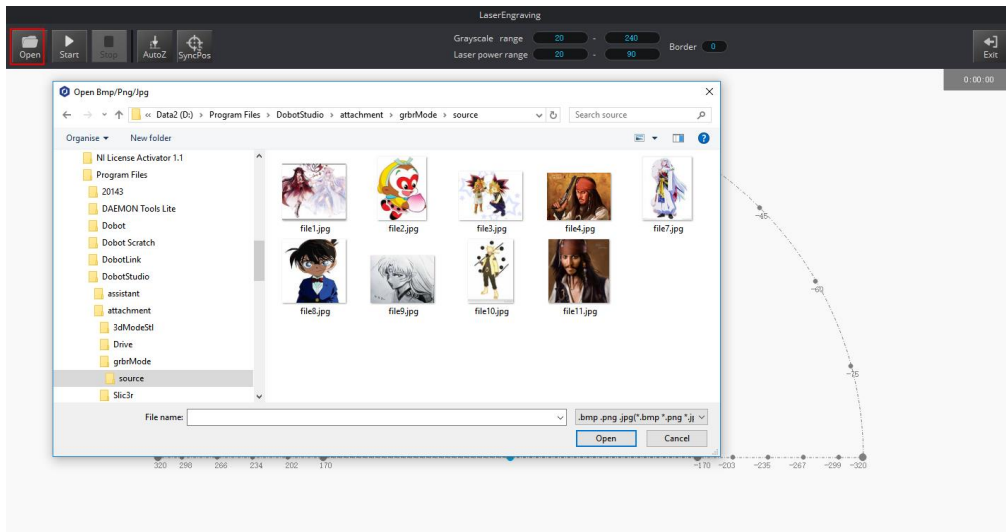 LaserEngraving
Open
Start
Stop
AutoZ
SyncPos
Grayscale range 20 - 240
Laser power range 20 - 90
Border 0
Exit
0:00:00
Open Bmp/Png/Jpg
« Data2 (D:) › Program Files › DobotStudio › attachment › grbrMode › source
Search source
Organise
New folder
NI License Activator 1.1
Program Files
20143
DAEMON Tools Lite
Dobot
Dobot Scratch
DobotLink
DobotStudio
assistant
attachment
3dModeStl
Drive
grbrMode
source
Slic3r
file1.jpg
file2.jpg
file3.jpg
file4.jpg
file7.jpg
file8.jpg
file9.jpg
file10.jpg
file11.jpg
File name:
.bmp .png .jpg(*.bmp *.png *.j
Open
Cancel
-45
-60
-75
320 298 266 234 202 170
-170 -203 -235 -267 -299 -320